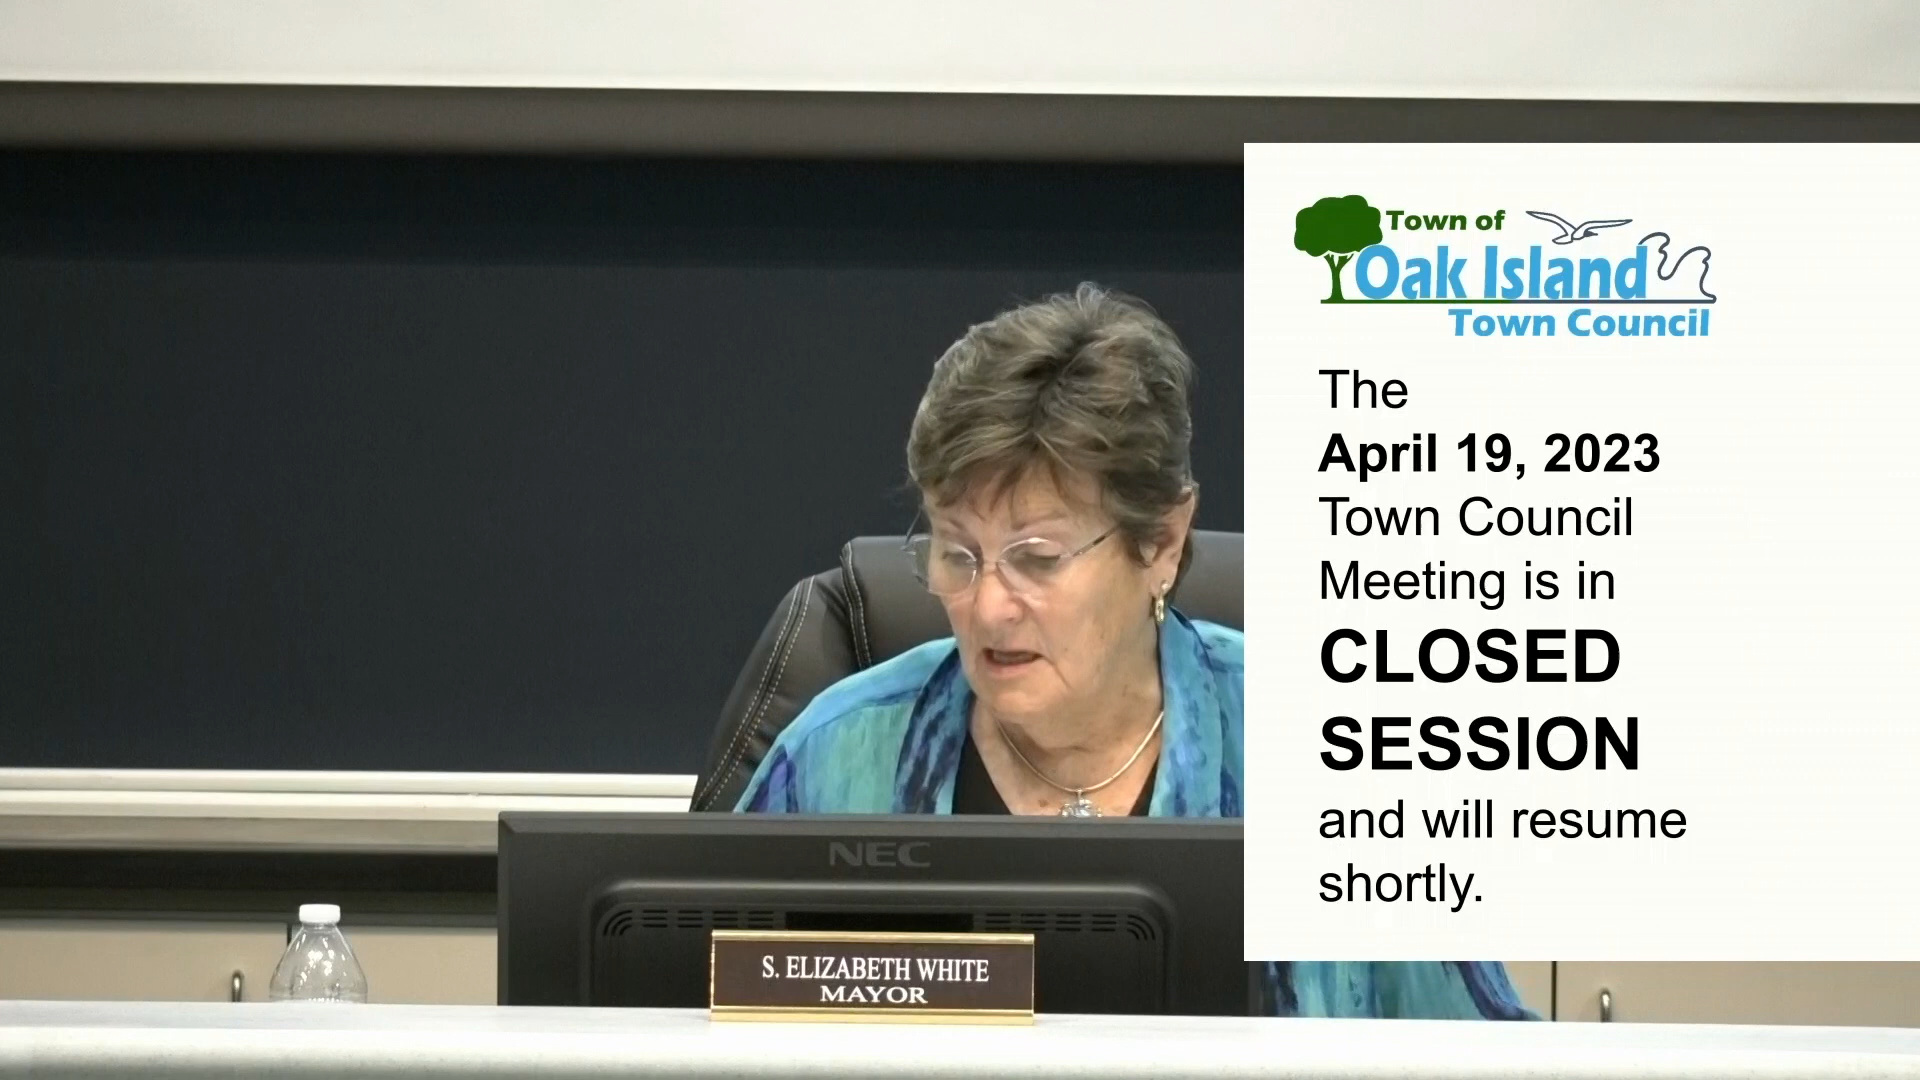 Town of
Oak Island
Town Council
The
April 19, 2023
Town Council
Meeting is in
CLOSED
SESSION
and will resume
shortly.
NEC
S. ELIZABETH WHITE
MAYOR